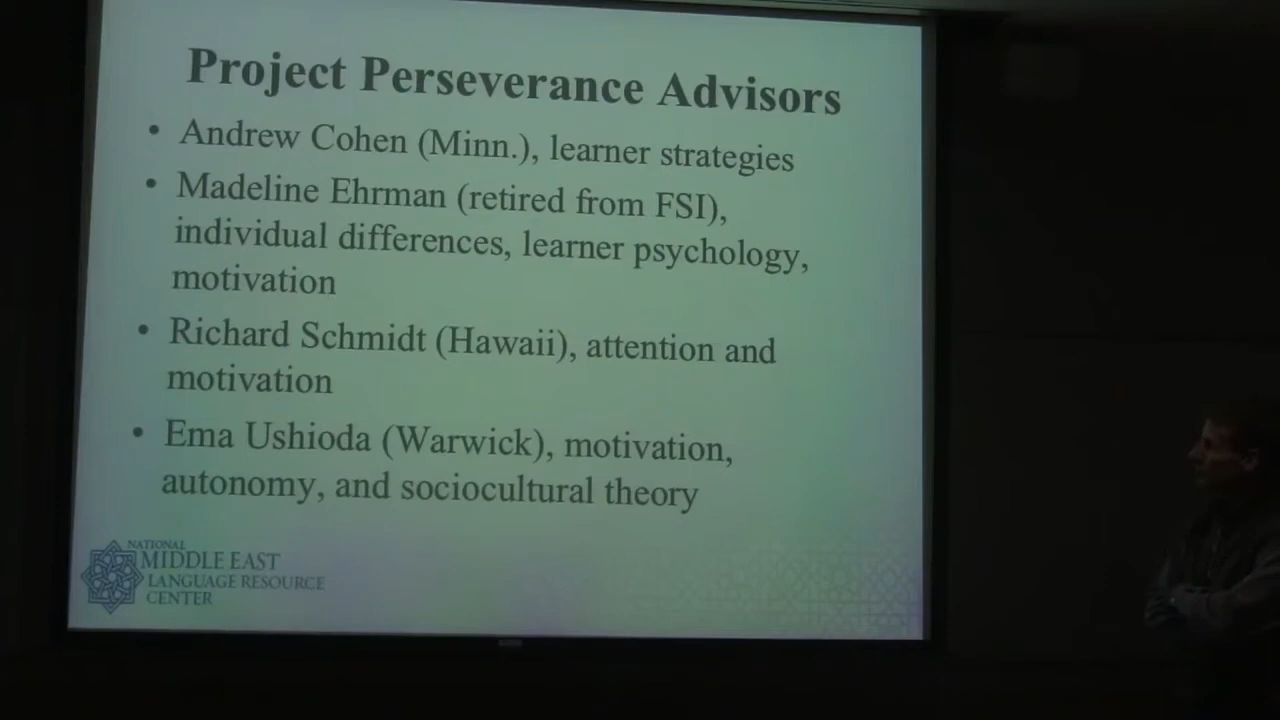 Project Perseverance Advisors
• Andrew Cohen (Minn.), learner strategies
• Madeline Ehrman (retired from FSI),
individual differences, learner psychology,
motivation
• Richard Schmidt (Hawaii), attention and
motivation
• Ema Ushioda (Warwick), motivation,
autonomy, and sociocultural theory
NATIONAL
MIDDLE EAST
LANGUAGE RESOURCE
CENTER